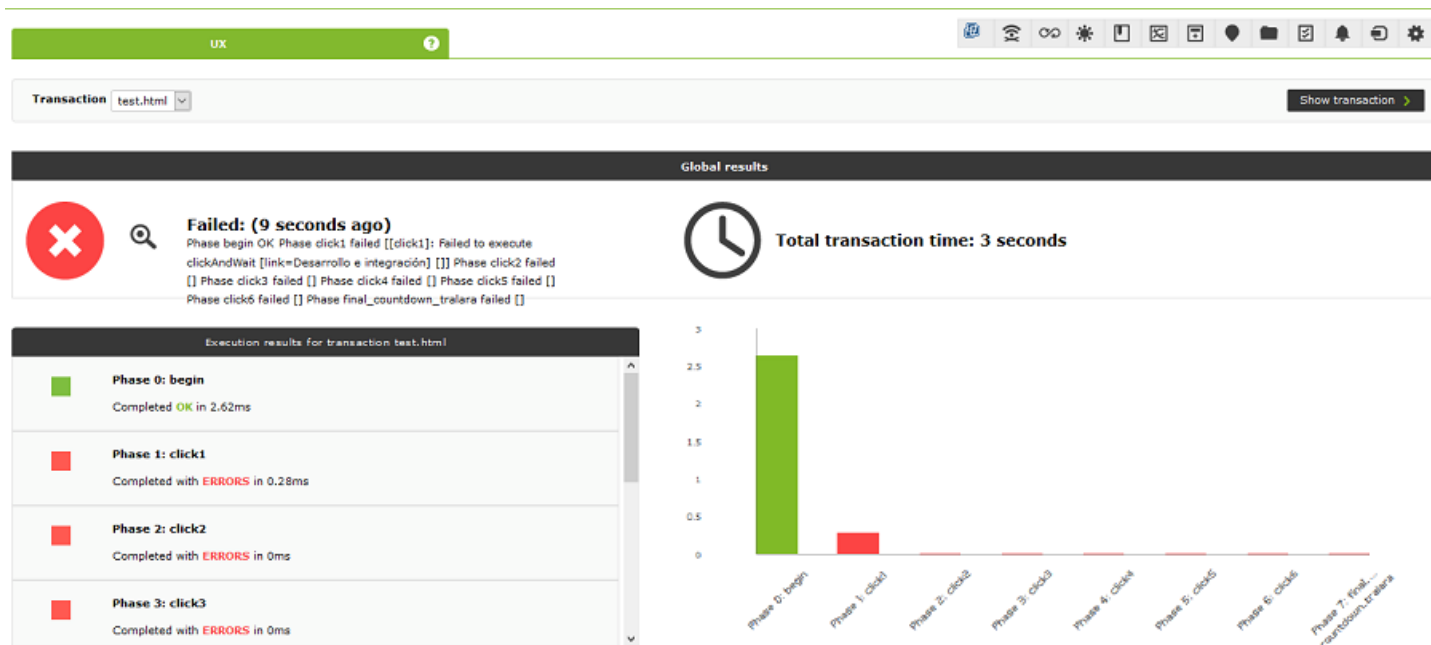 UX
?
Transaction test.html
Show transaction
Global results
Failed: (9 seconds ago)
Phase begin OK Phase click1 failed [[click1]: Failed to execute
clickAndWait [link=Desarrollo e integración] []] Phase click2 failed
[] Phase click3 failed [] Phase click4 failed [] Phase click5 failed []
Phase click6 failed [] Phase final_countdown_tralara failed []
Total transaction time: 3 seconds
Execution results for transaction test.html
Phase 0: begin
Completed OK in 2.62ms
Phase 1: click1
Completed with ERRORS in 0.28ms
Phase 2: click2
Completed with ERRORS in 0ms
Phase 3: click3
Completed with ERRORS in 0ms
3
2.5
2
1.5
1
0.5
0
Phase 0: begin
Phase 1: click1
Phase 2: click2
Phase 3: click3
Phase 4: click4
Phase 5: click5
Phase 6: click6
Phase 7: final_...
countdown_tralara